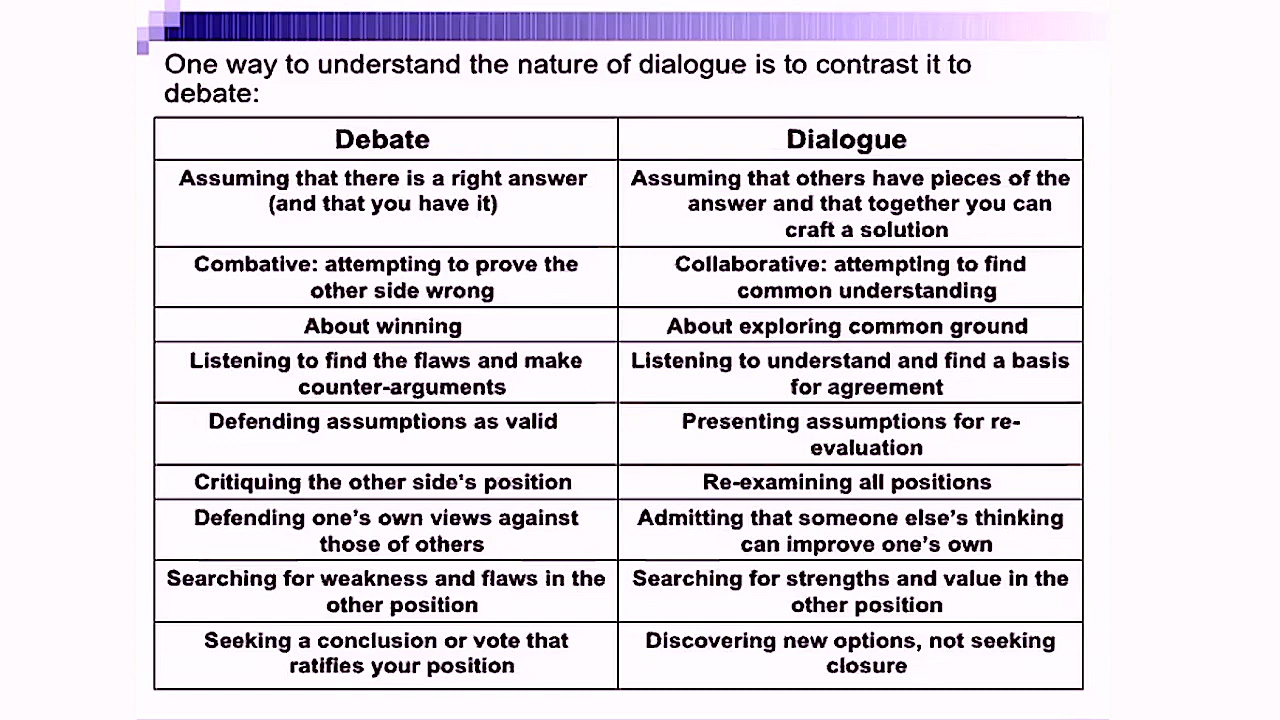 One way to understand the nature of dialogue is to contrast it to
debate:
Debate
Dialogue
Assuming that there is a right answer
(and that you have it)
Assuming that others have pieces of the
answer and that together you can
craft a solution
Combative: attempting to prove the
other side wrong
Collaborative: attempting to find
common understanding
About winning
About exploring common ground
Listening to find the flaws and make
counter-arguments
Listening to understand and find a basis
for agreement
Defending assumptions as valid
Presenting assumptions for re-
evaluation
Critiquing the other side's position
Re-examining all positions
Defending one's own views against
those of others
Admitting that someone else's thinking
can improve one's own
Searching for weakness and flaws in the
other position
Searching for strengths and value in the
other position
Seeking a conclusion or vote that
ratifies your position
Discovering new options, not seeking
closure